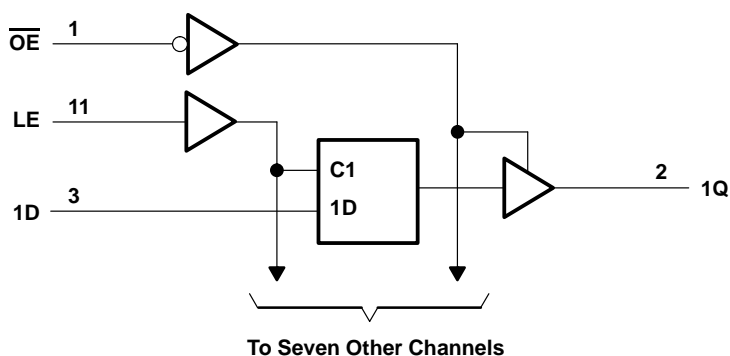 OE 1
LE 11
C1
1D 3 1D
2
1Q
To Seven Other Channels